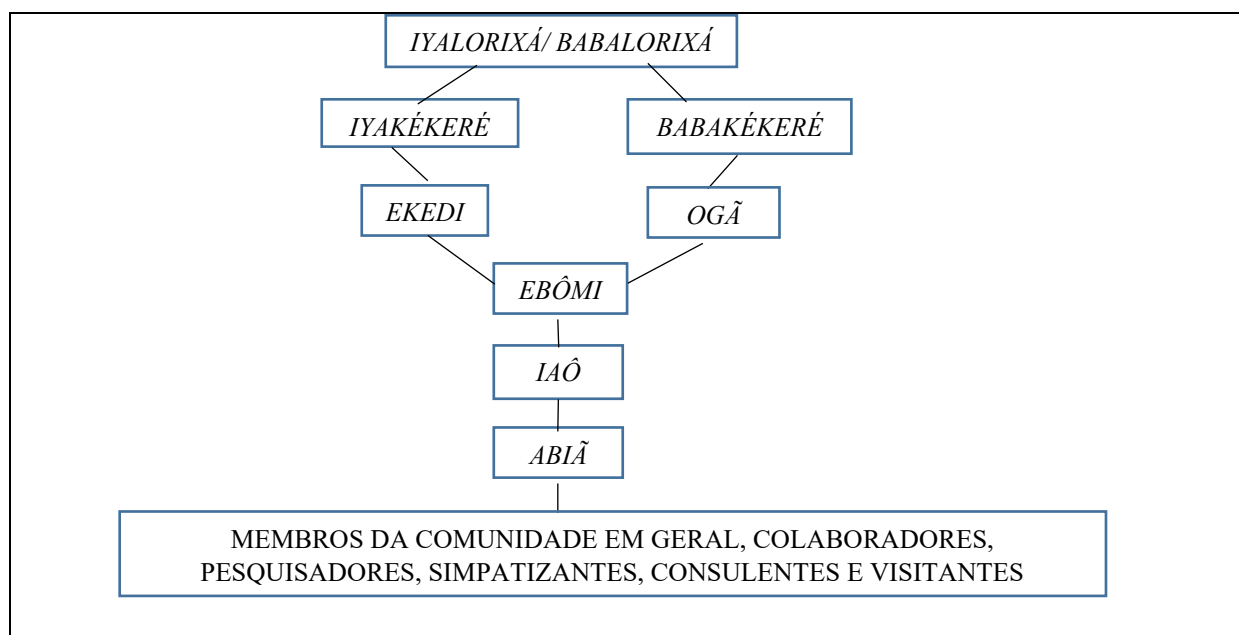 IYALORIXÁ/ BABALORIXÁ
IYAKÉKERÉ
BABAKÉKERÉ
EKEDI
OGÃ
EBÔMI
IAÔ
ABIÃ
MEMBROS DA COMUNIDADE EM GERAL, COLABORADORES,
PESQUISADORES, SIMPATIZANTES, CONSULENTES E VISITANTES